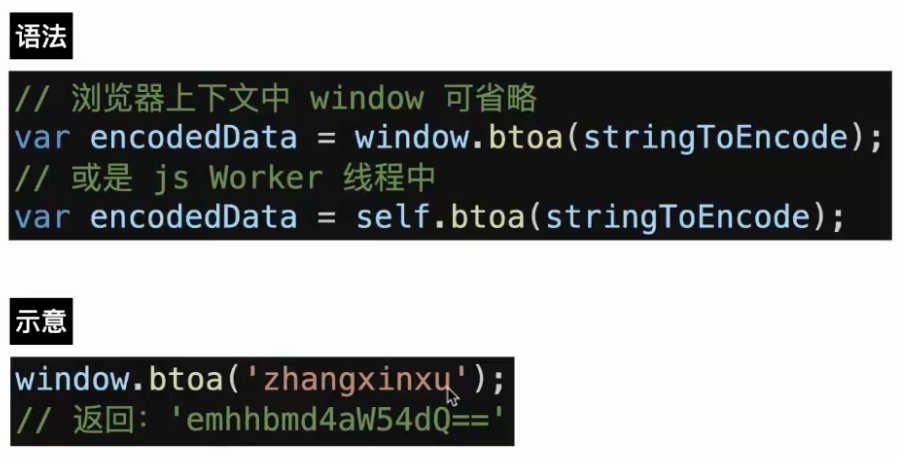 语法
// 浏览器上下文中 window 可省略
var encodedData = window.btoa(stringToEncode);
// 或是 js Worker 线程中
var encodedData = self.btoa(stringToEncode);
示意
window.btoa('zhangxinxu');
// 返回：'emhhbmd4aW54dQ=='